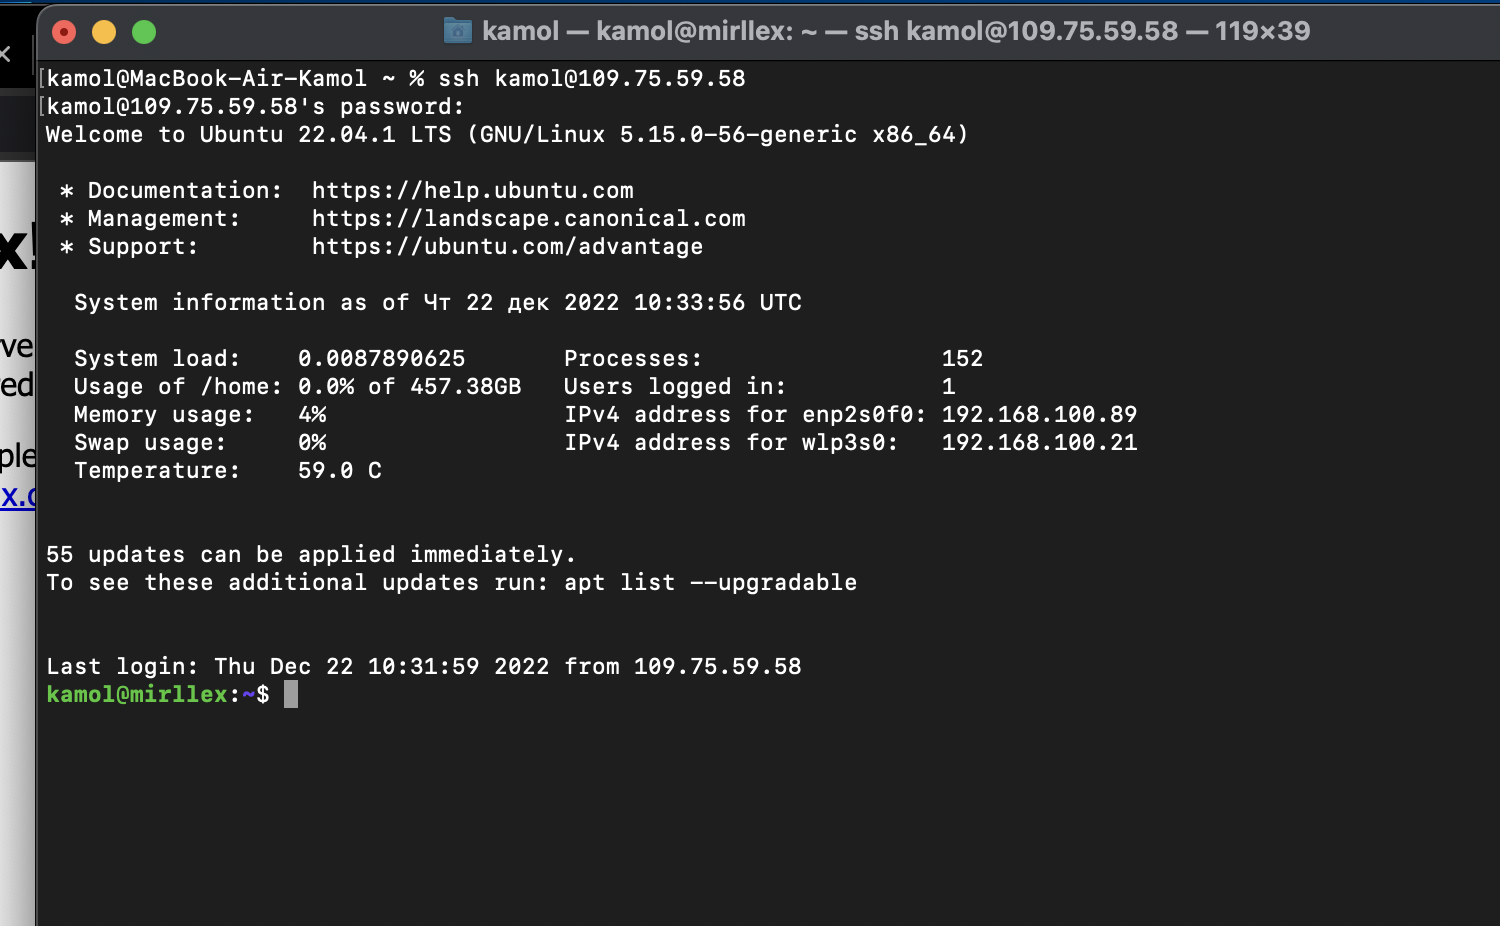 kamol — kamol@mirllex: ~ — ssh kamol@109.75.59.58 — 119×39
[kamol@MacBook-Air-Kamol ~ % ssh kamol@109.75.59.58
[kamol@109.75.59.58's password:
Welcome to Ubuntu 22.04.1 LTS (GNU/Linux 5.15.0-56-generic x86_64)
* Documentation: https://help.ubuntu.com
* Management: https://landscape.canonical.com
* Support: https://ubuntu.com/advantage
System information as of Чт 22 дек 2022 10:33:56 UTC
System load: 0.0087890625 Processes: 152
Usage of /home: 0.0% of 457.38GB Users logged in: 1
Memory usage: 4% IPv4 address for enp2s0f0: 192.168.100.89
Swap usage: 0% IPv4 address for wlp3s0: 192.168.100.21
Temperature: 59.0 C
55 updates can be applied immediately.
To see these additional updates run: apt list --upgradable
Last login: Thu Dec 22 10:31:59 2022 from 109.75.59.58
kamol@mirllex:~$